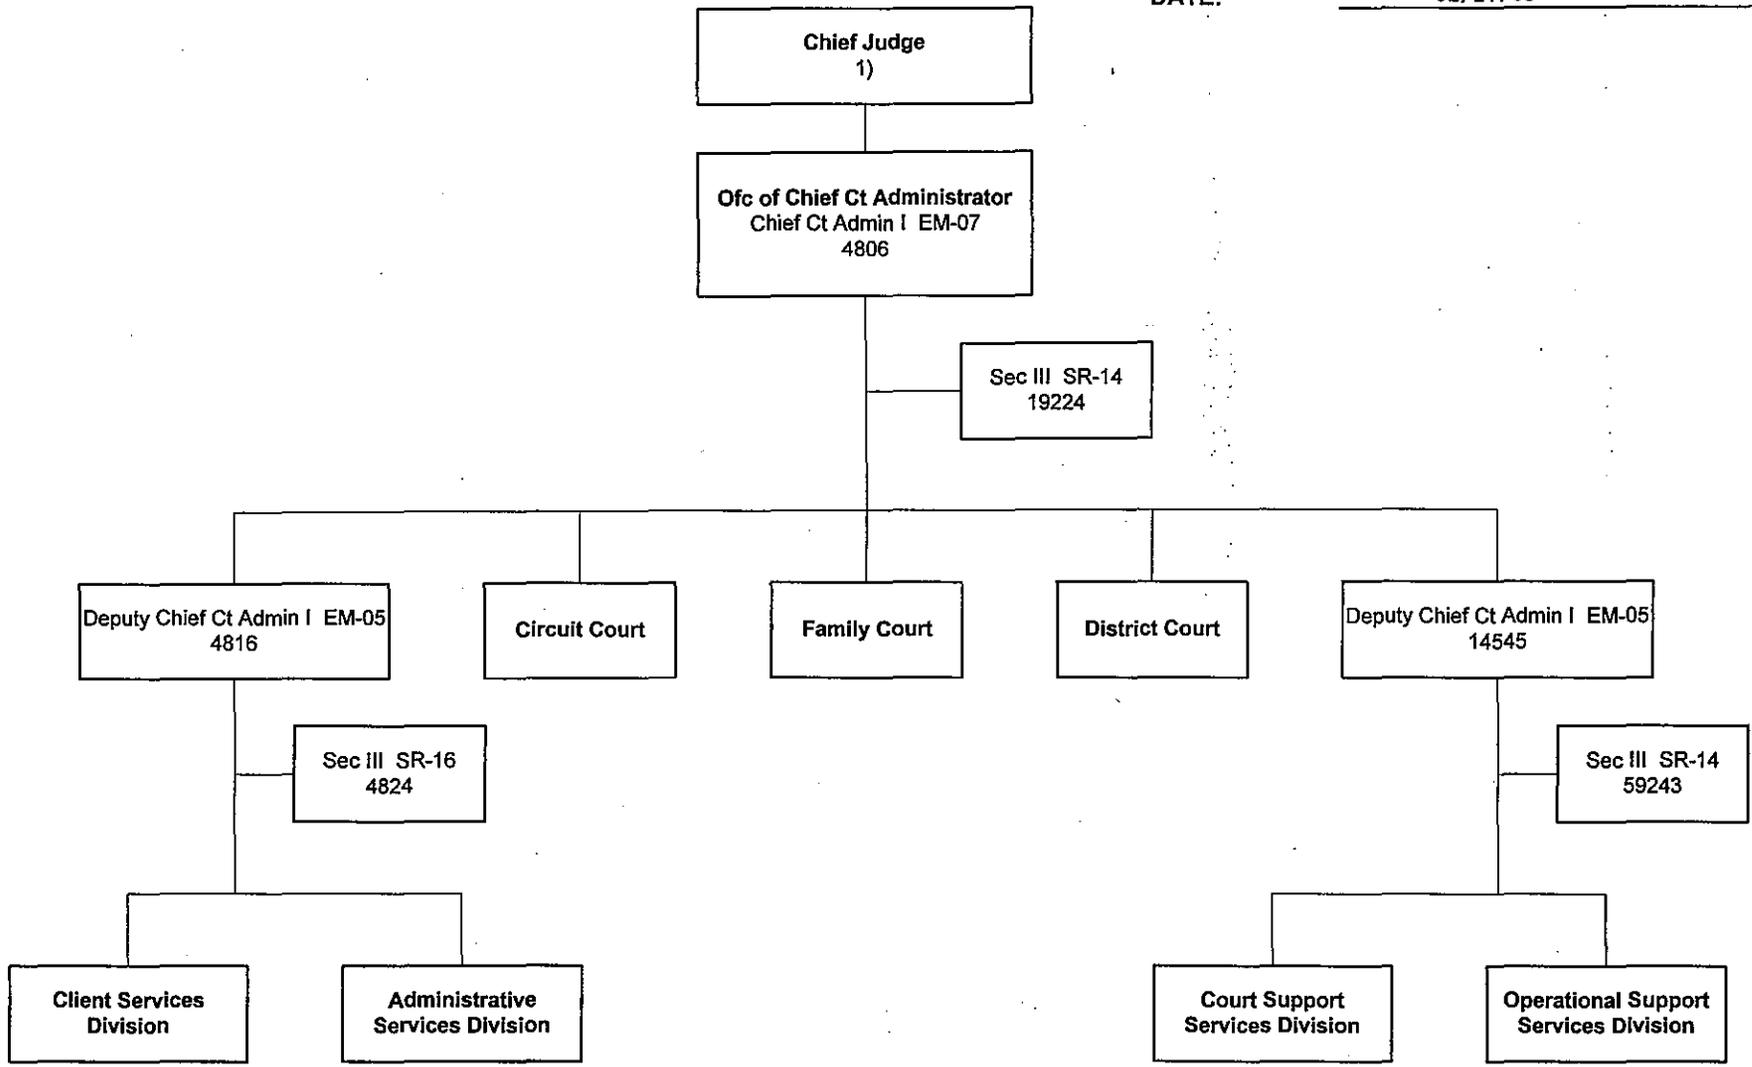 DATE:
Chief Judge
1)
Ofc of Chief Ct Administrator
Chief Ct Admin I EM-07
4806
Sec III SR-14
19224
Deputy Chief Ct Admin I EM-05
4816
Circuit Court
Family Court
District Court
Deputy Chief Ct Admin I EM-05
14545
Sec III SR-16
4824
Sec III SR-14
59243
Client Services
Division
Administrative
Services Division
Court Support
Services Division
Operational Support
Services Division